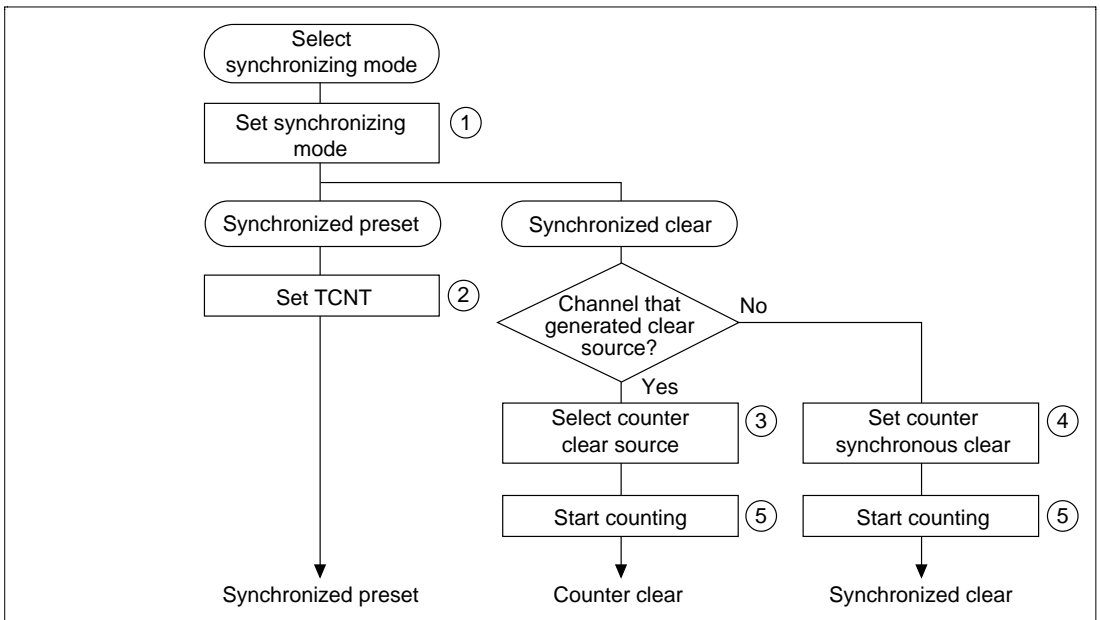 Select
synchronizing mode
Set synchronizing
mode
1
Synchronized preset
Synchronized clear
Set TCNT
2
Channel that
generated clear
source?
No
Yes
Select counter
clear source
3
Set counter
synchronous clear
4
Start counting
5
Start counting
5
Synchronized preset
Counter clear
Synchronized clear